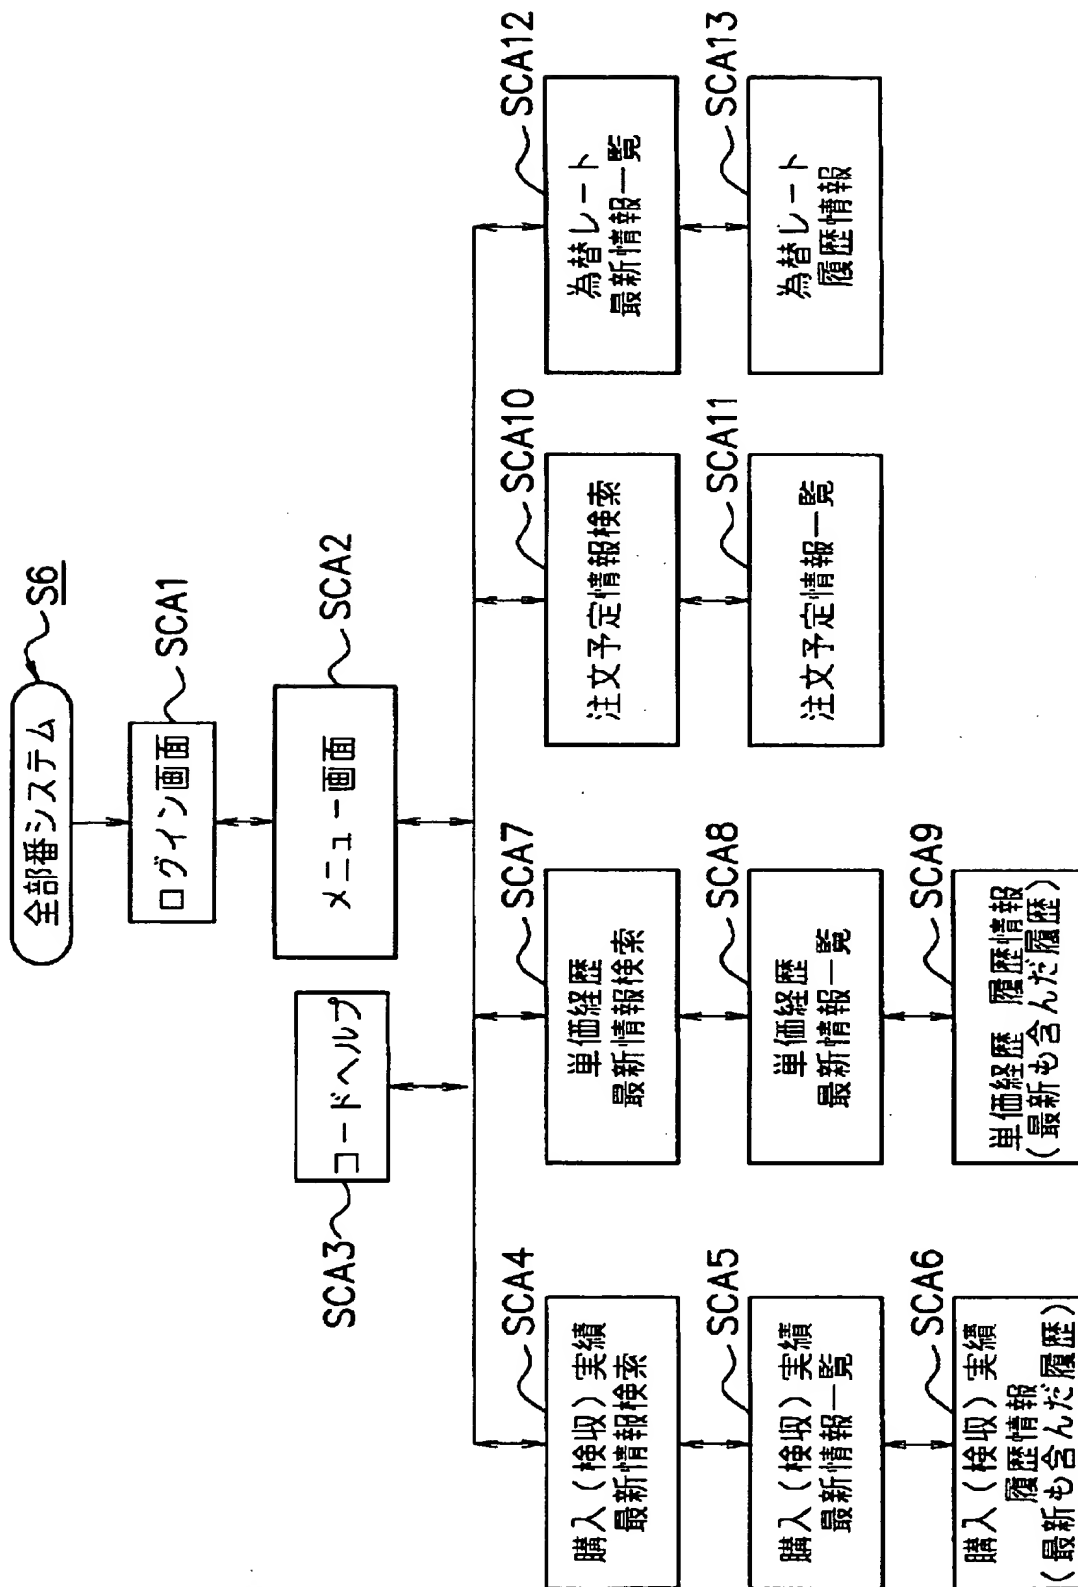 全部番システム
S6
ログイン画面
SCA1
メニュー画面
SCA2
コードヘルプ
SCA3
購入(検収)実績
最新情報検索
SCA4
購入(検収)実績
最新情報一覧
SCA5
購入(検収)実績
履歴情報
(最新も含んだ履歴)
SCA6
単価経歴
最新情報検索
SCA7
単価経歴
最新情報一覧
SCA8
単価経歴 履歴情報
(最新も含んだ履歴)
SCA9
注文予定情報検索
SCA10
注文予定情報一覧
SCA11
為替レート
最新情報一覧
SCA12
為替レート
履歴情報
SCA13